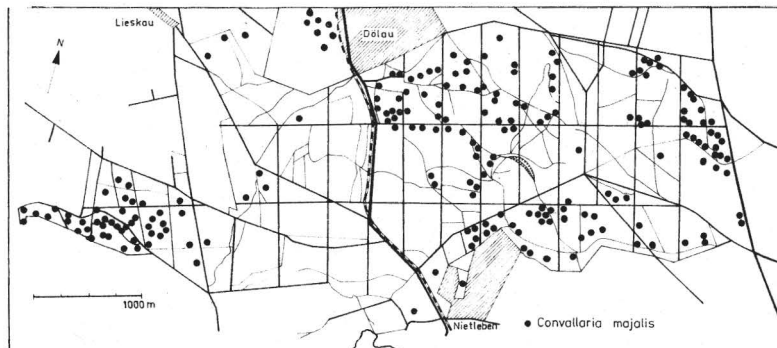 Lieskau
Dölau
N
1000 m
Nietleben
Convallaria majalis